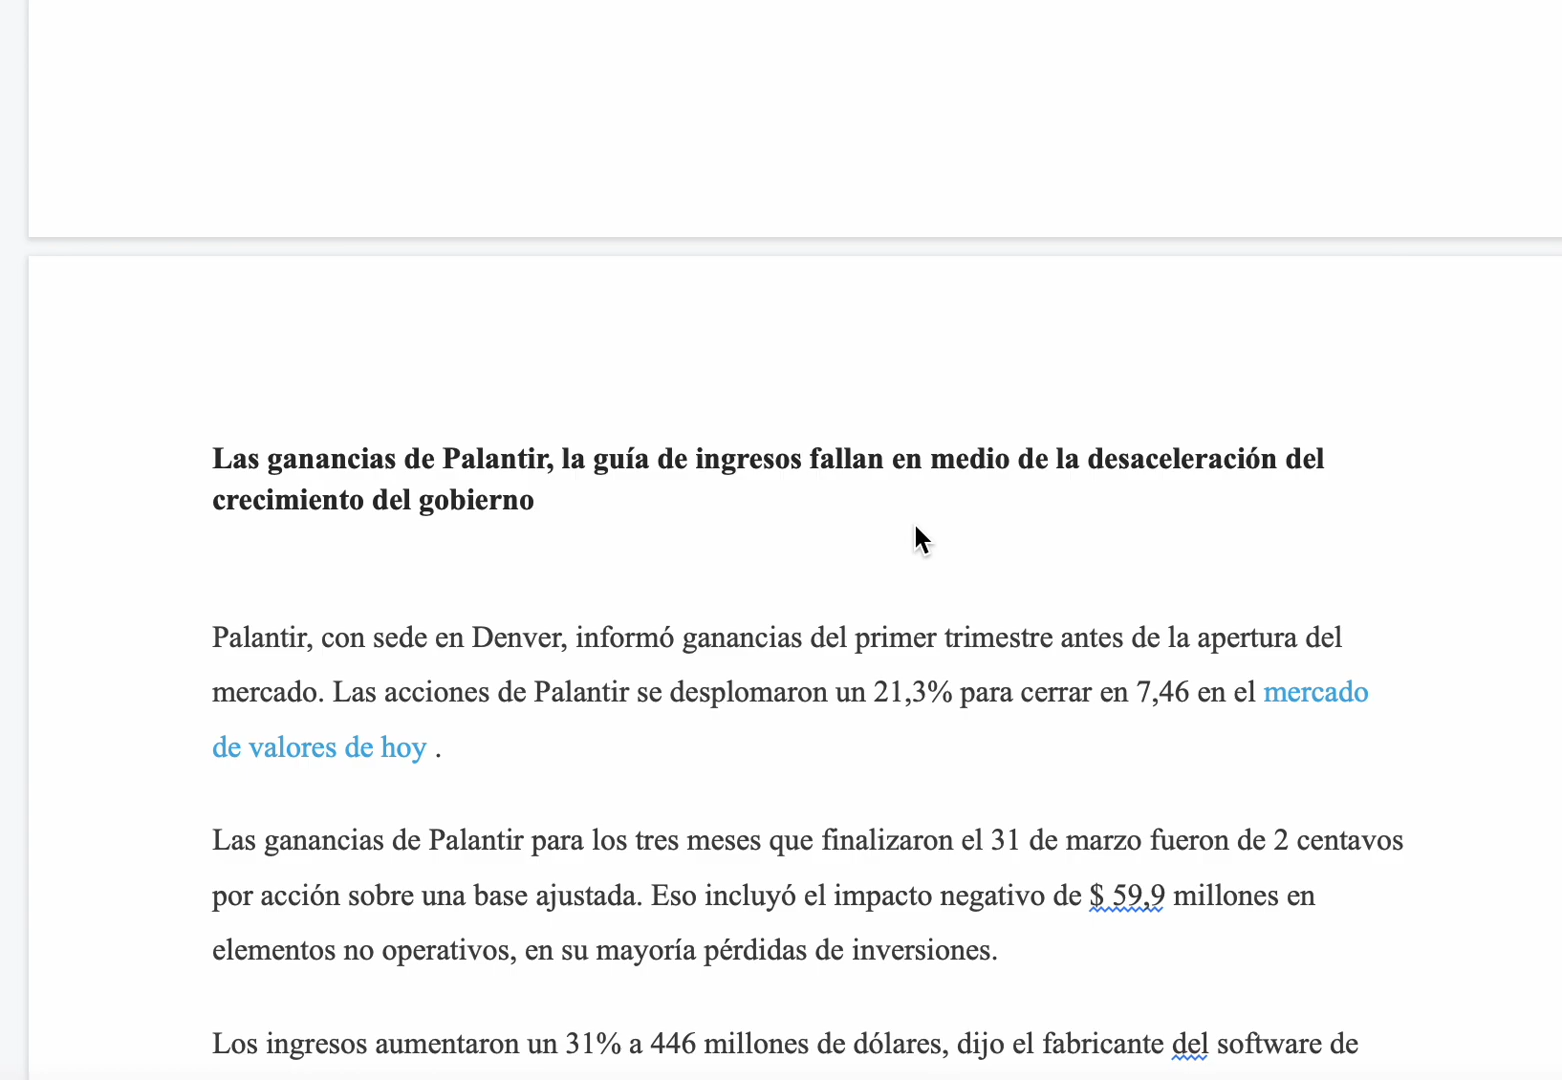 Las ganancias de Palantir, la guía de ingresos fallan en medio de la desaceleración del
crecimiento del gobierno
Palantir, con sede en Denver, informó ganancias del primer trimestre antes de la apertura del
mercado. Las acciones de Palantir se desplomaron un 21,3% para cerrar en 7,46 en el mercado
de valores de hoy .
Las ganancias de Palantir para los tres meses que finalizaron el 31 de marzo fueron de 2 centavos
por acción sobre una base ajustada. Eso incluyó el impacto negativo de $ 59,9 millones en
elementos no operativos, en su mayoría pérdidas de inversiones.
Los ingresos aumentaron un 31% a 446 millones de dólares, dijo el fabricante del software de